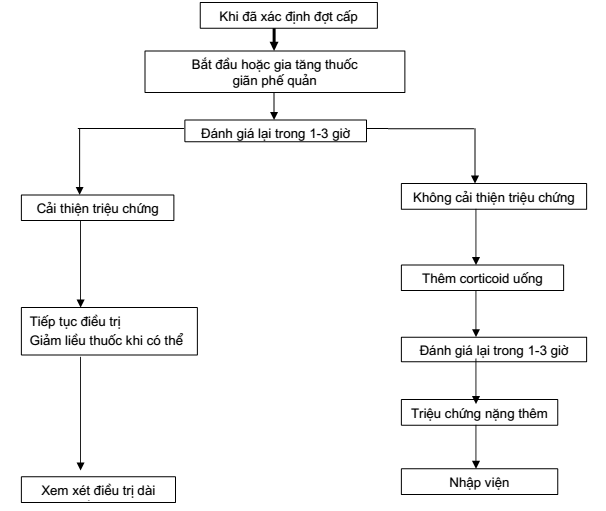 Khi đã xác định đợt cấp
Bắt đầu hoặc gia tăng thuốc
giãn phế quản
Đánh giá lại trong 1-3 giờ
Cải thiện triệu chứng
Không cải thiện triệu chứng
Thêm corticoid uống
Tiếp tục điều trị
Giảm liều thuốc khi có thể
Đánh giá lại trong 1-3 giờ
Triệu chứng nặng thêm
Nhập viện
Xem xét điều trị dài